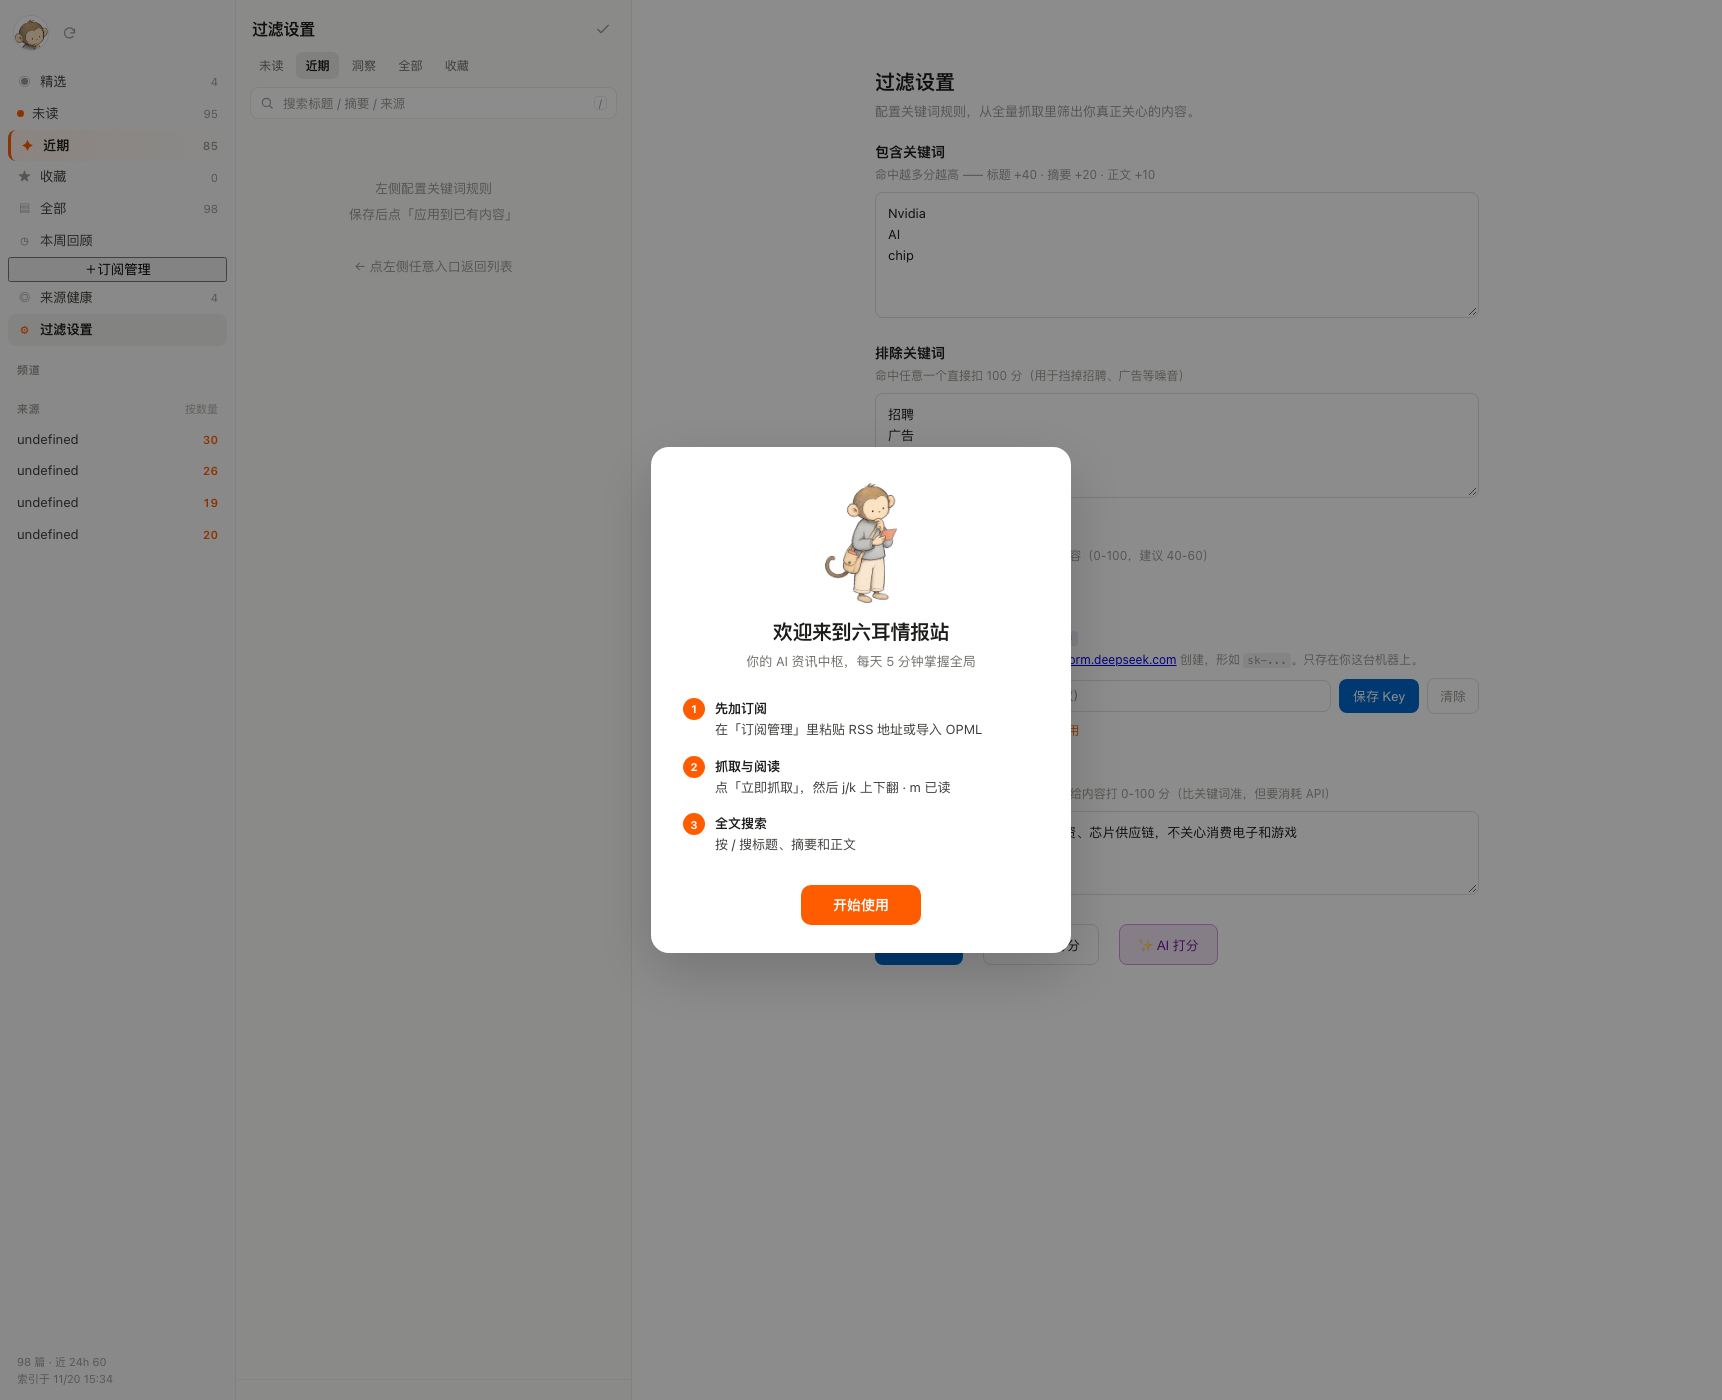 精选 4
未读 95
近期 85
收藏 0
全部 98
本周回顾
+订阅管理
来源健康 4
过滤设置
频道
来源 按数量
undefined 30
undefined 26
undefined 19
undefined 20
98 篇 · 近 24h 60
索引于 11/20 15:34
过滤设置
未读 近期 洞察 全部 收藏
搜索标题 / 摘要 / 来源 /
左侧配置关键词规则
保存后点「应用到已有内容」
← 点左侧任意入口返回列表
过滤设置
配置关键词规则，从全量抓取里筛出你真正关心的内容。
包含关键词
命中越多分越高 —— 标题 +40 · 摘要 +20 · 正文 +10
Nvidia
AI
chip
排除关键词
命中任意一个直接扣 100 分（用于挡掉招聘、广告等噪音）
招聘
广告
容（0-100，建议 40-60）
orm.deepseek.com 创建，形如 sk-...。只存在你这台机器上。
保存 Key 清除
用
给内容打 0-100 分（比关键词准，但要消耗 API）
、芯片供应链，不关心消费电子和游戏
分 ✨ AI 打分
欢迎来到六耳情报站
你的 AI 资讯中枢，每天 5 分钟掌握全局
1 先加订阅
在「订阅管理」里粘贴 RSS 地址或导入 OPML
2 抓取与阅读
点「立即抓取」，然后 j/k 上下翻 · m 已读
3 全文搜索
按 / 搜标题、摘要和正文
开始使用